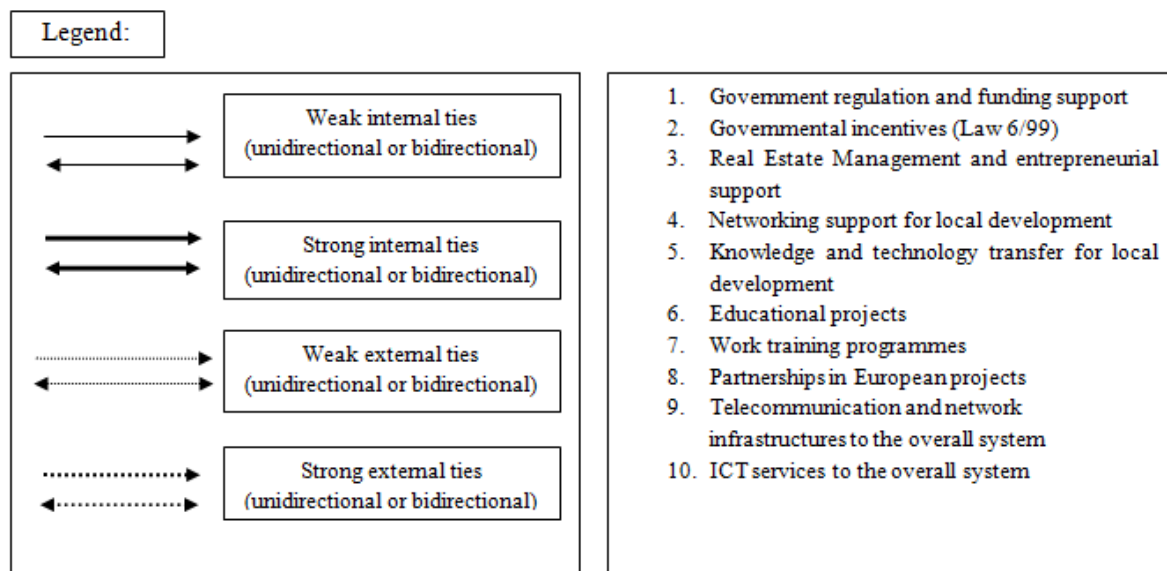 Legend:
Weak internal ties
(unidirectional or bidirectional)
Strong internal ties
(unidirectional or bidirectional)
Weak external ties
(unidirectional or bidirectional)
Strong external ties
(unidirectional or bidirectional)
1. Government regulation and funding support
2. Governmental incentives (Law 6/99)
3. Real Estate Management and entrepreneurial
support
4. Networking support for local development
5. Knowledge and technology transfer for local
development
6. Educational projects
7. Work training programmes
8. Partnerships in European projects
9. Telecommunication and network
infrastructures to the overall system
10. ICT services to the overall system